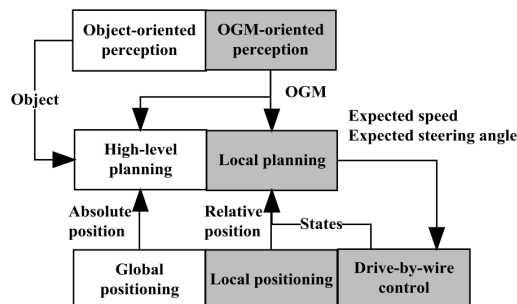 Object-oriented
perception
OGM-oriented
perception
OGM
Object
Expected speed
Expected steering angle
High-level
planning
Local planning
Absolute
position
Relative
position
States
Global
positioning
Local positioning
Drive-by-wire
control